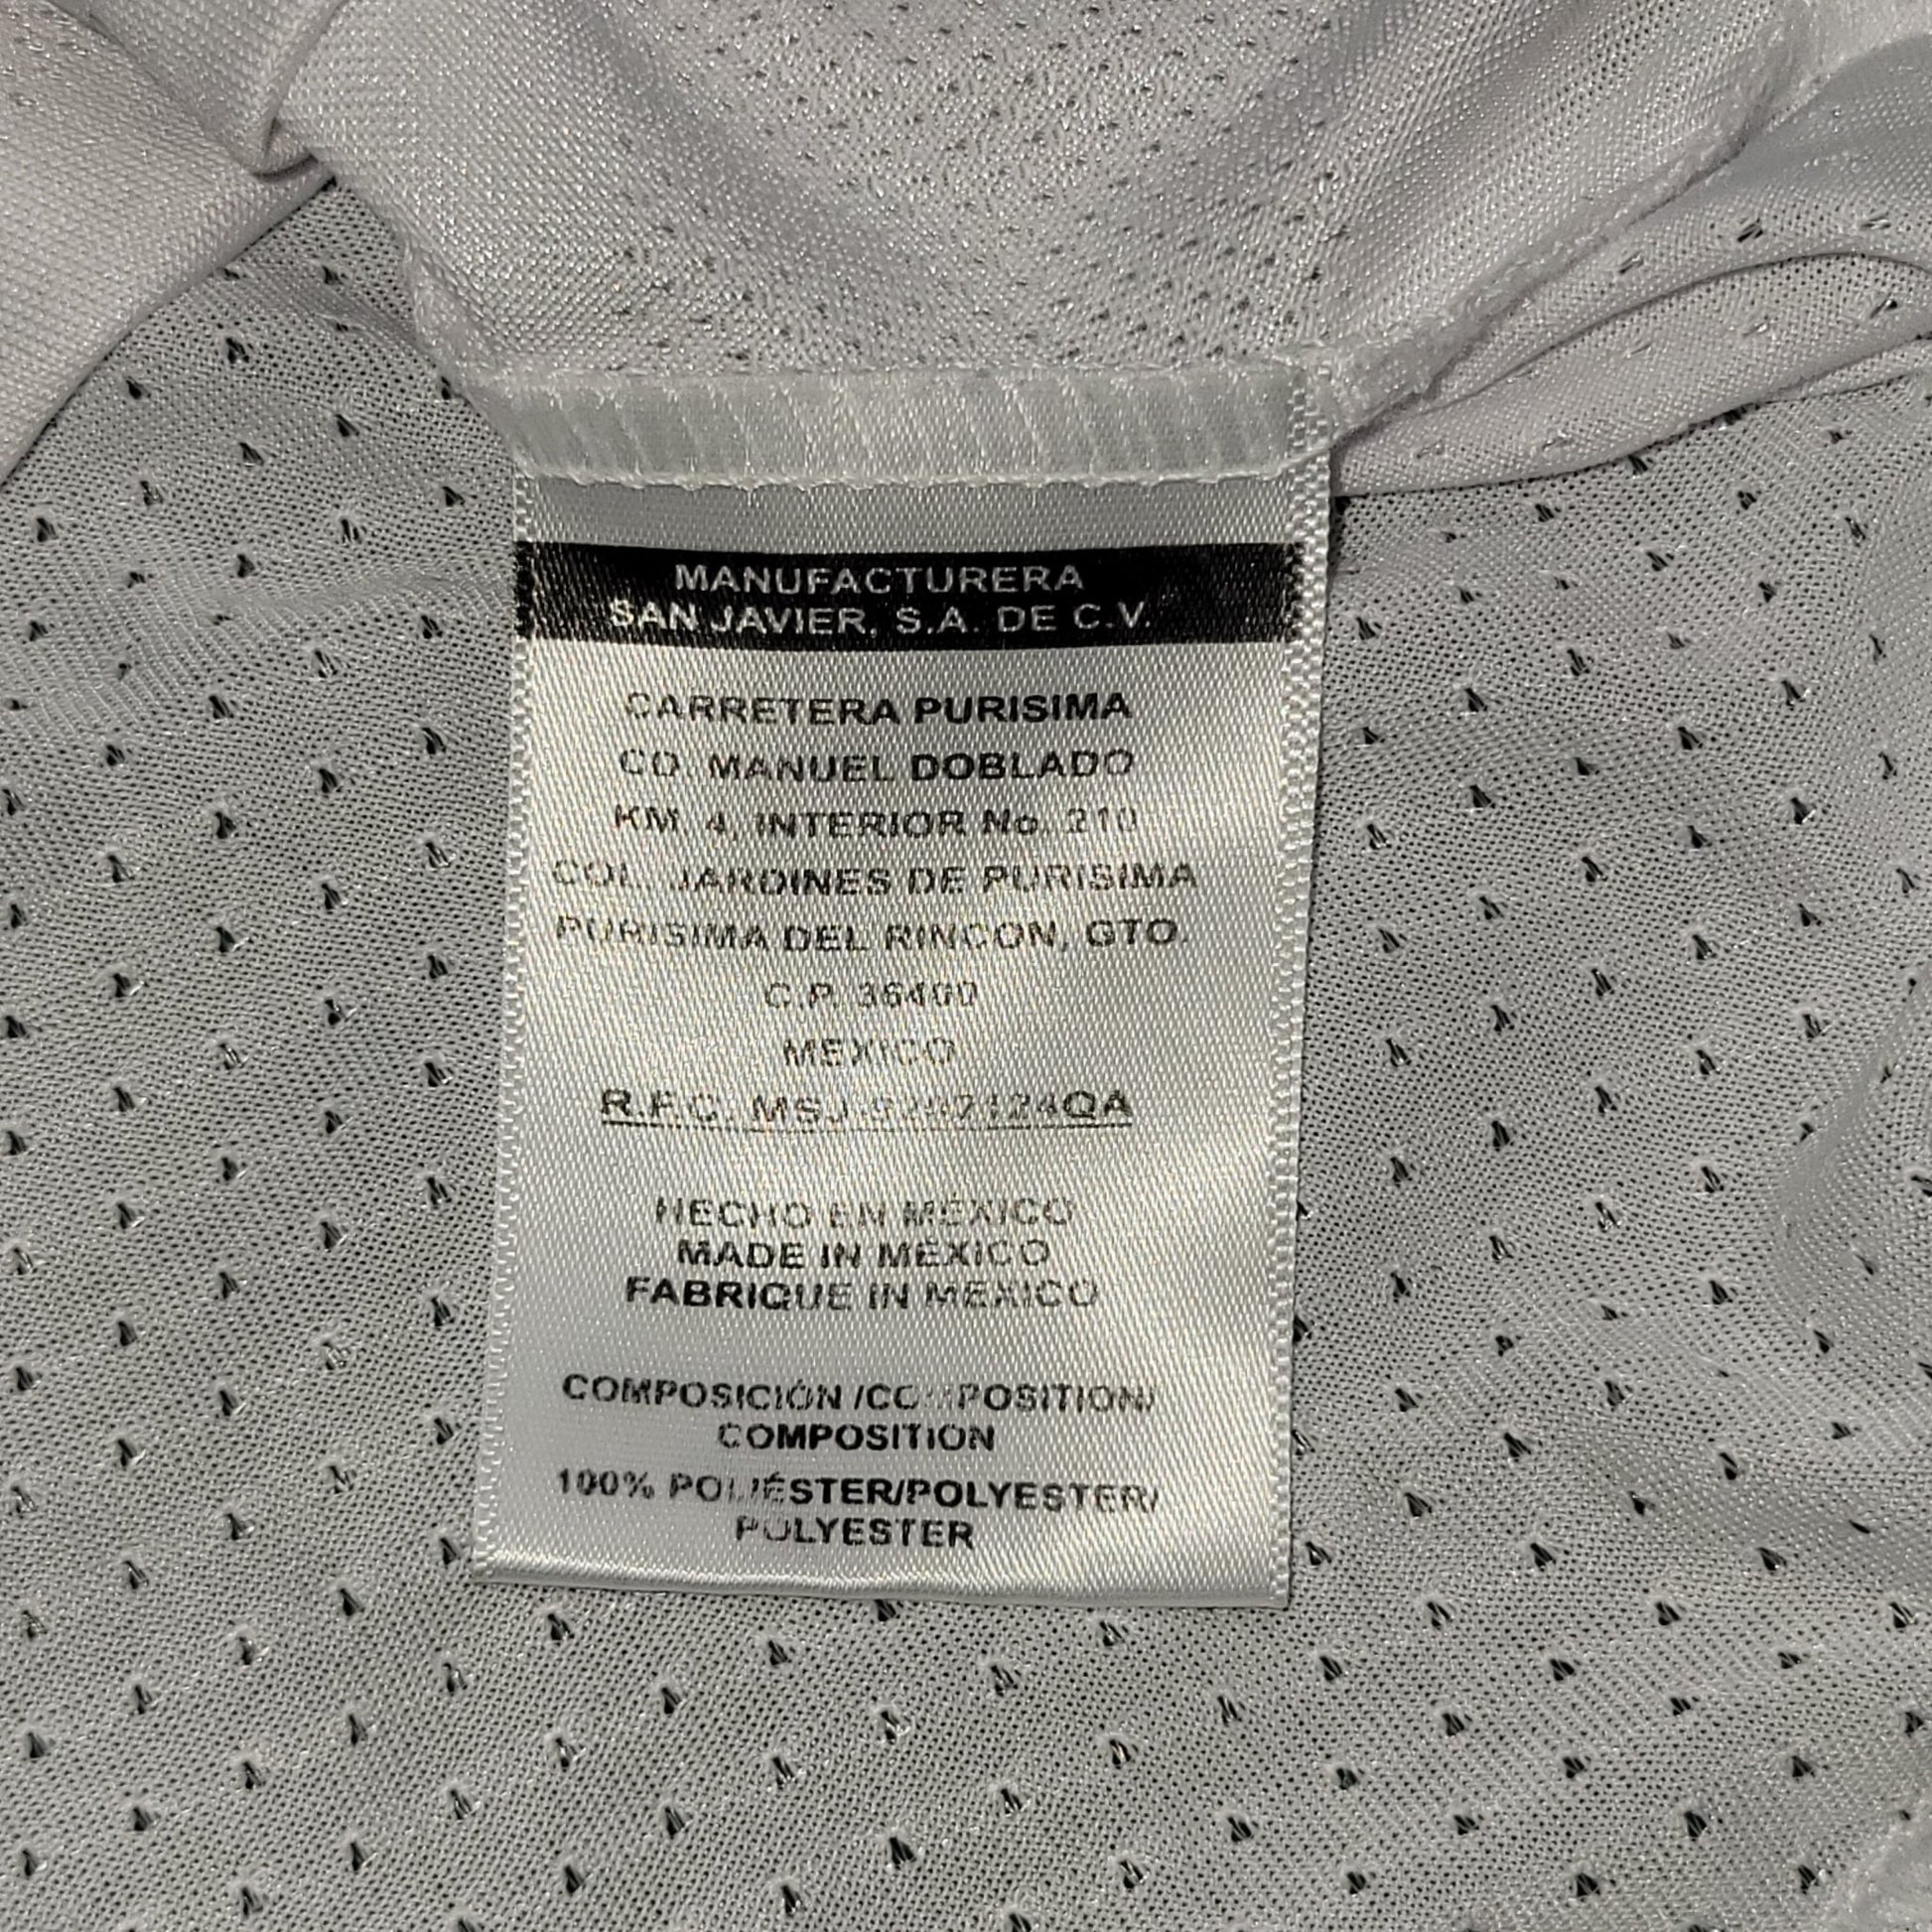 MANUFACTURERA
SAN JAVIER, S.A. DE C.V.
CARRETERA PURISIMA
CD. MANUEL DOBLADO
KM. 4, INTERIOR No. 210
COL. JARDINES DE PURISIMA
PURISIMA DEL RINCON, GTO.
C.P. 36400
MEXICO
R.F.C. 
HECHO EN MEXICO
MADE IN MEXICO
FABRIQUE IN MEXICO
COMPOSICIÓN /COMPOSITION/
COMPOSITION
100% POLIÉSTER/POLYESTER/
POLYESTER